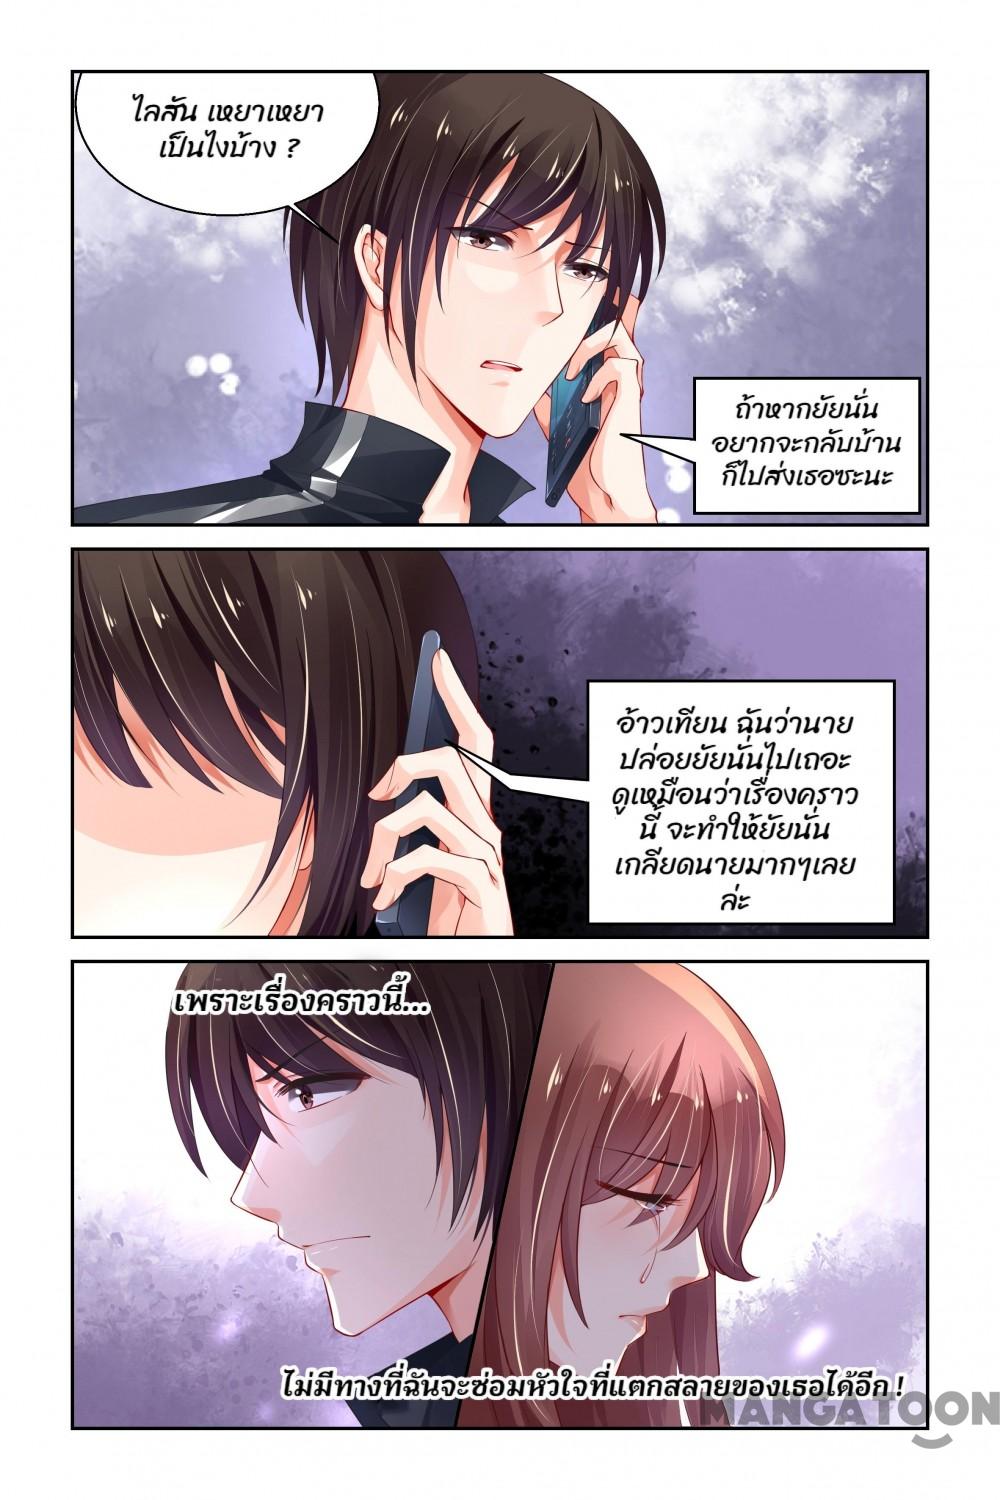 ไลสัน เหยาเหยา
เป็นไงบ้าง ?
ถ้าหากยัยนั่น
อยากจะกลับบ้าน
ก็ไปส่งเธอซะนะ
อ้าวเทียน ฉันว่านาย
ปล่อยยัยนั่นไปเถอะ
ดูเหมือนว่าเรื่องคราว
นี้ จะทำให้ยัยนั่น
เกลียดนายมากๆเลย
ล่ะ
เพราะเรื่องคราวนี้...
ไม่มีทางที่ฉันจะซ่อมหัวใจที่แตกสลายของเธอได้อีก !
MANGATOON